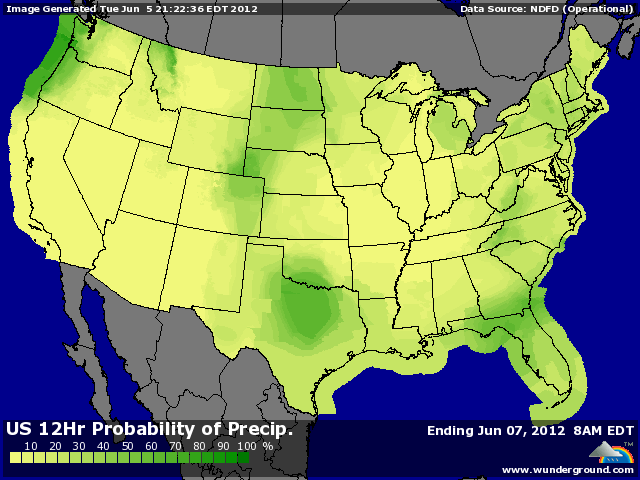 Image Generated Tue Jun 5 21:22:36 EDT 2012
Data Source: NDFD (Operational)
US 12Hr Probability of Precip.
Ending Jun 07, 2012 8AM EDT
10 20 30 40 50 60 70 80 90 100 %
TM
www.wunderground.com